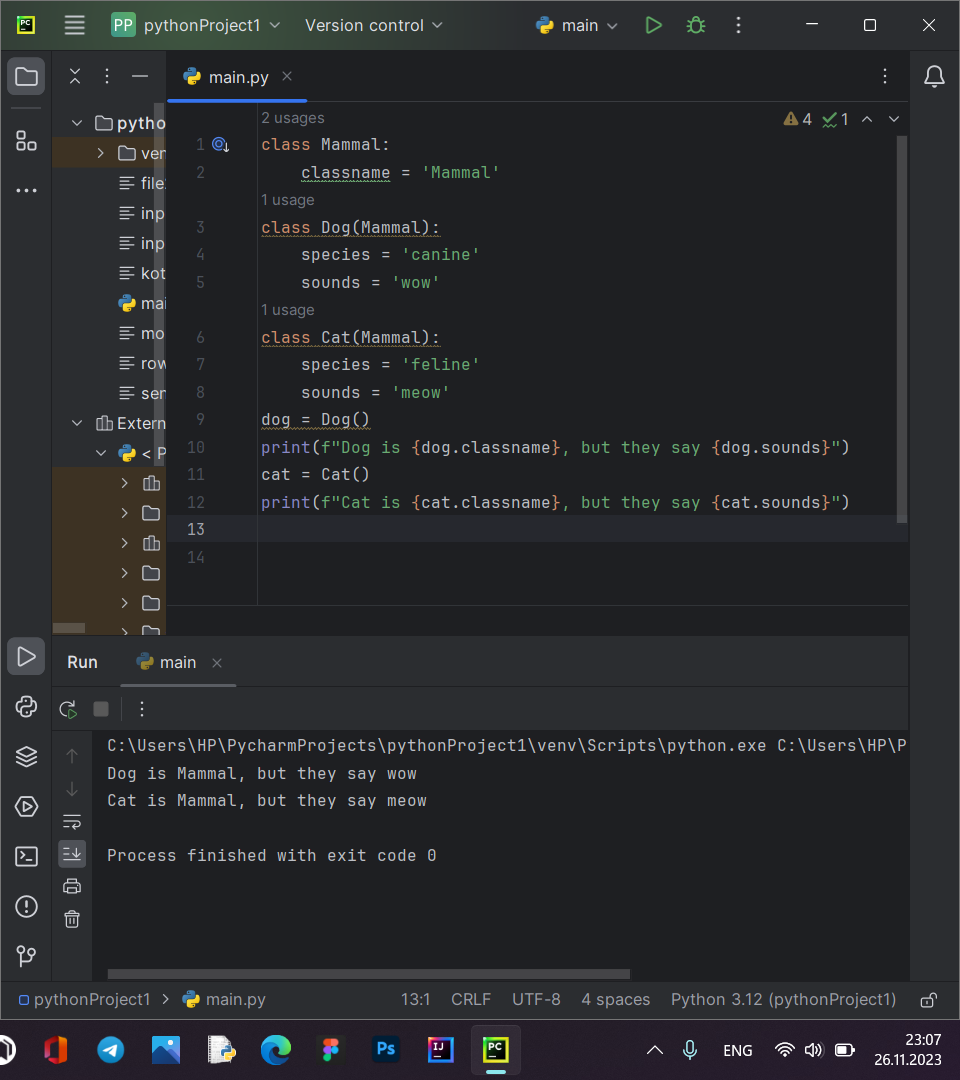 PC PP pythonProject1 Version control main
main.py
pytho
ven
file
inp
inp
kot
mai
mo
row
sen
Extern
< P
2 usages 4 1
1 class Mammal:
2 classname = 'Mammal'
1 usage
3 class Dog(Mammal):
4 species = 'canine'
5 sounds = 'wow'
1 usage
6 class Cat(Mammal):
7 species = 'feline'
8 sounds = 'meow'
9 dog = Dog()
10 print(f"Dog is {dog.classname}, but they say {dog.sounds}")
11 cat = Cat()
12 print(f"Cat is {cat.classname}, but they say {cat.sounds}")
13
14
Run main
C:\Users\HP\PycharmProjects\pythonProject1\venv\Scripts\python.exe C:\Users\HP\P
Dog is Mammal, but they say wow
Cat is Mammal, but they say meow
Process finished with exit code 0
pythonProject1 > main.py 13:1 CRLF UTF-8 4 spaces Python 3.12 (pythonProject1)
Ps IJ PC ENG 23:07
26.11.2023